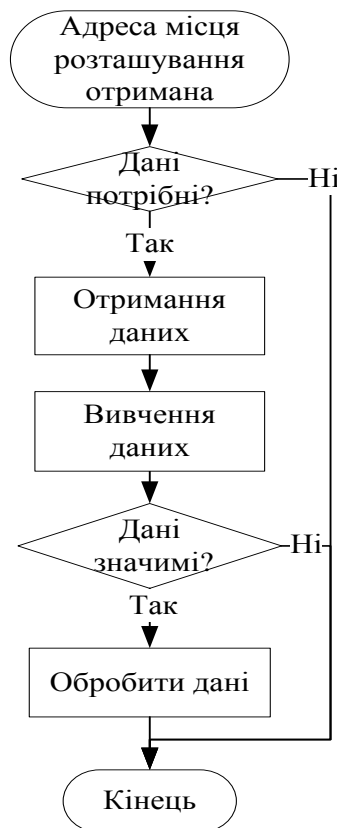 Адреса місця
розташування
отримана
Дані
потрібні?
Ні
Так
Отримання
даних
Вивчення
даних
Дані
значимі?
Ні
Так
Обробити дані
Кінець